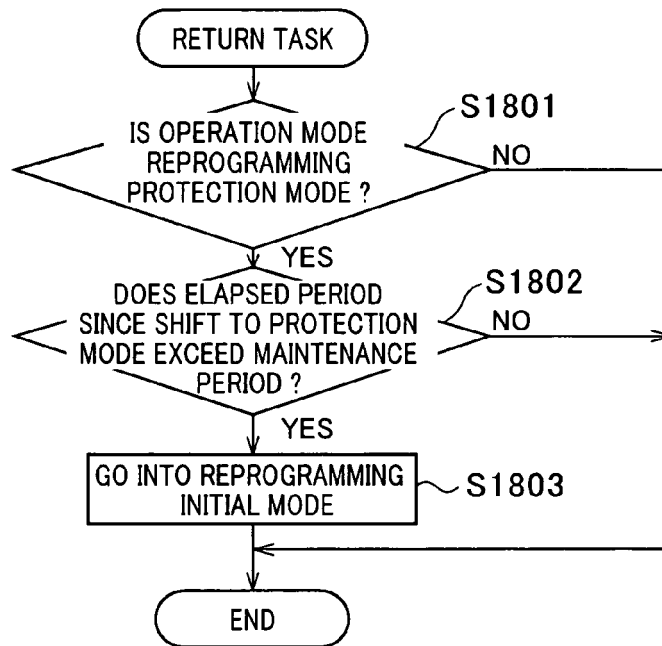 RETURN TASK
S1801
IS OPERATION MODE
REPROGRAMMING
PROTECTION MODE ?
NO
YES
S1802
DOES ELAPSED PERIOD
SINCE SHIFT TO PROTECTION
MODE EXCEED MAINTENANCE
PERIOD ?
NO
YES
GO INTO REPROGRAMMING
INITIAL MODE
S1803
END